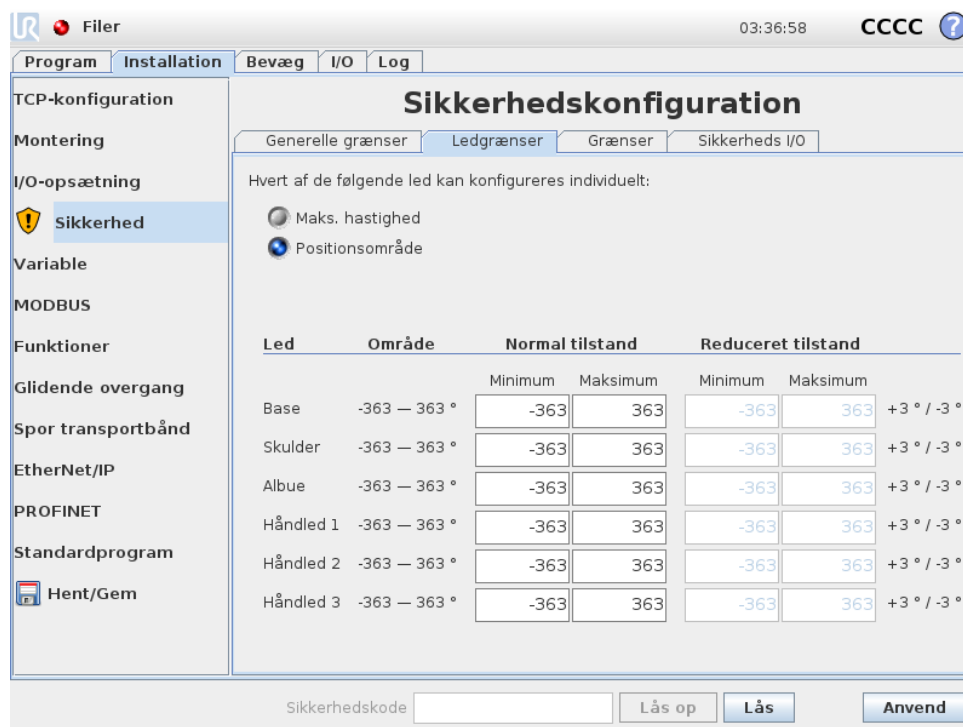 UR Filer 03:36:58 CCCC ?
Program Installation Bevæg I/O Log
TCP-konfiguration
Montering
I/O-opsætning
Sikkerhed
Variable
MODBUS
Funktioner
Glidende overgang
Spor transportbånd
EtherNet/IP
PROFINET
Standardprogram
Hent/Gem
Sikkerhedskonfiguration
Generelle grænser Ledgrænser Grænser Sikkerheds I/O
Hvert af de følgende led kan konfigureres individuelt:
Maks. hastighed
Positionsområde
Led Område Normal tilstand Reduceret tilstand
Minimum Maksimum Minimum Maksimum
Base -363 — 363 ° -363 363 -363 363 +3 ° / -3 °
Skulder -363 — 363 ° -363 363 -363 363 +3 ° / -3 °
Albue -363 — 363 ° -363 363 -363 363 +3 ° / -3 °
Håndled 1 -363 — 363 ° -363 363 -363 363 +3 ° / -3 °
Håndled 2 -363 — 363 ° -363 363 -363 363 +3 ° / -3 °
Håndled 3 -363 — 363 ° -363 363 -363 363 +3 ° / -3 °
Sikkerhedskode Lås op Lås Anvend